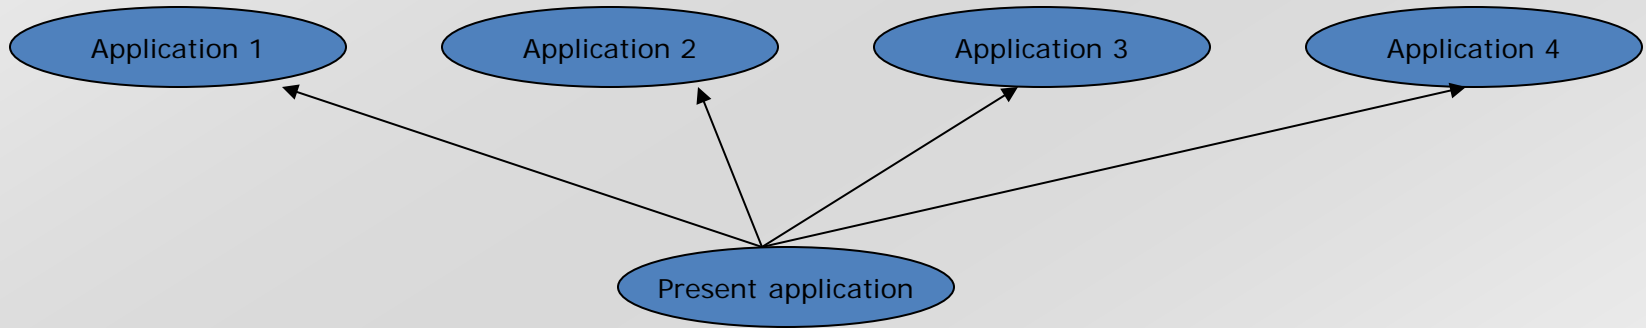 Application 1
Application 2
Application 3
Application 4
Present application